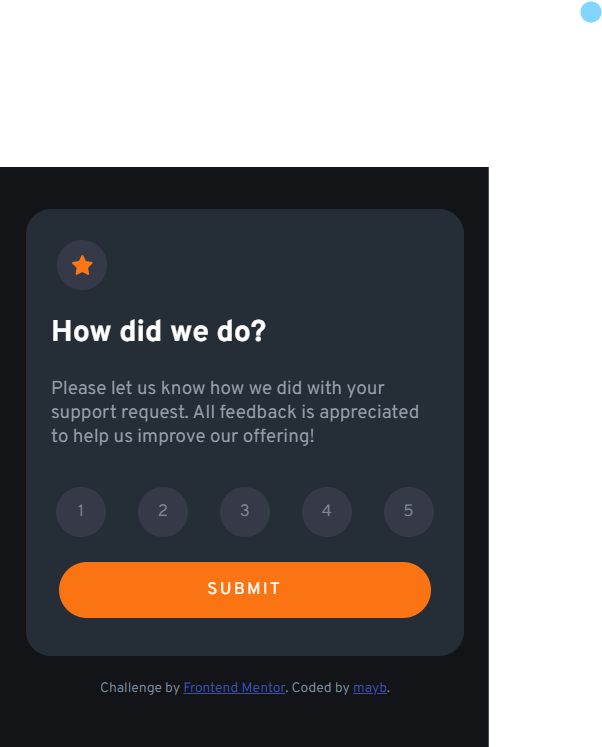 How did we do?
Please let us know how we did with your
support request. All feedback is appreciated
to help us improve our offering!
1 2 3 4 5
SUBMIT
Challenge by Frontend Mentor. Coded by mayb.